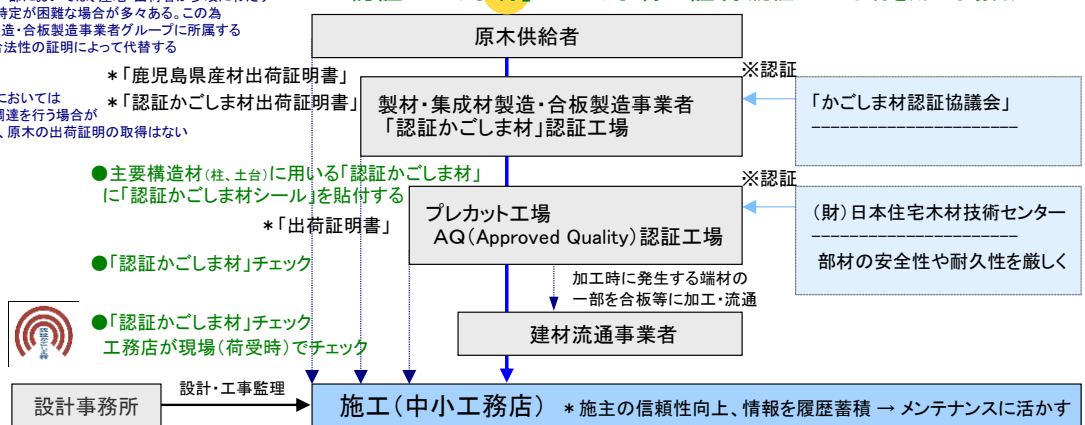 特定が困難な場合が多々ある。この為
造・合板製造事業者グループに所属する
合法性の証明によって代替する
原木供給者
*「鹿児島県産材出荷証明書」
※認証
においては
*「認証かごしま材出荷証明書」
調達を行う場合が
、原木の出荷証明の取得はない
製材・集成材製造・合板製造事業者
「認証かごしま材」認証工場
「かごしま材認証協議会」
----------------------
●主要構造材(柱、土台)に用いる「認証かごしま材」
に「認証かごしま材シール」を貼付する
※認証
*「出荷証明書」
プレカット工場
AQ(Approved Quality)認証工場
(財)日本住宅木材技術センター
----------------------
部材の安全性や耐久性を厳しく
●「認証かごしま材」チェック
加工時に発生する端材の
一部を合板等に加工・流通
●「認証かごしま材」チェック
工務店が現場(荷受時)でチェック
建材流通事業者
認証かごしま材
設計事務所
設計・工事監理
施工(中小工務店) *施主の信頼性向上、情報を履歴蓄積 → メンテナンスに活かす